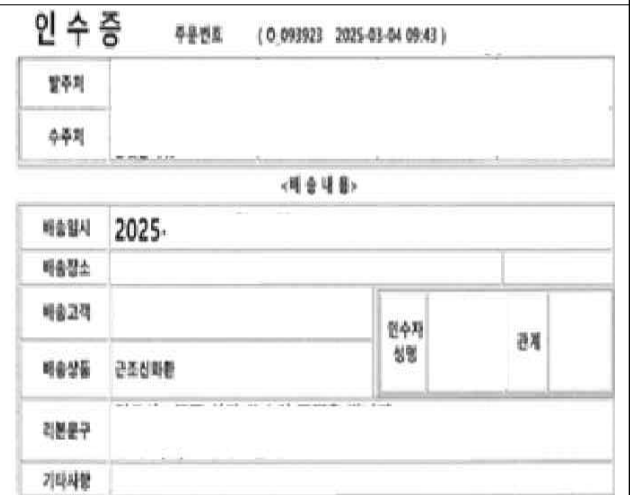 인수증 주문번호 (O_093923 2025-03-04 09:43)
발주처
수주처
<배송내용>
배송일시 2025-
배송장소
배송고객
인수자 성명 관계
배송상품 근조신화환
리본문구
기타사항